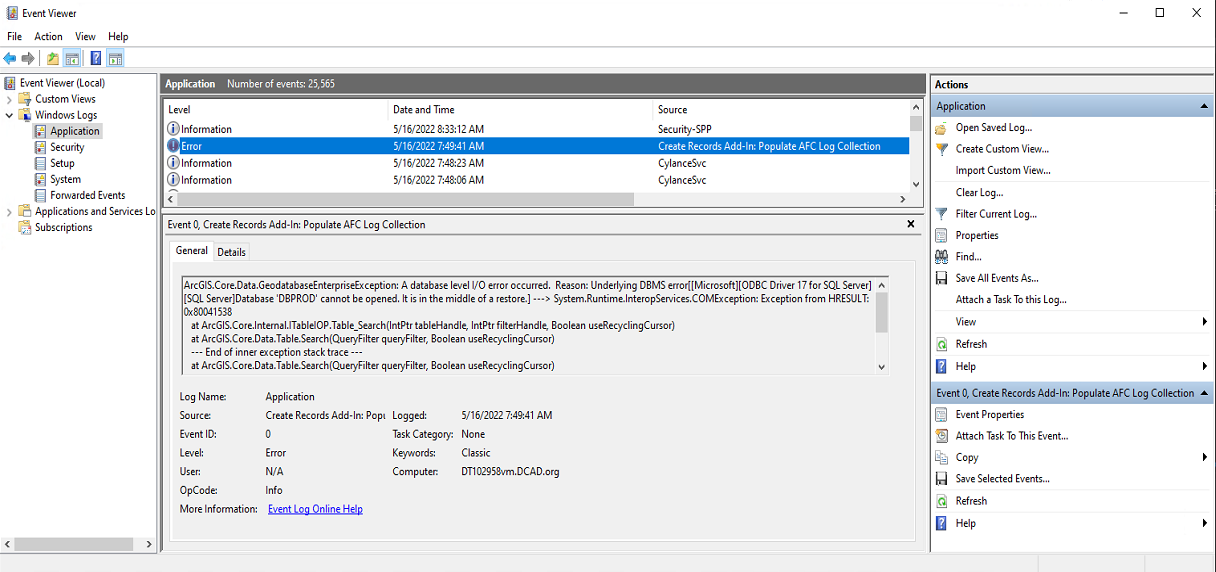 Event Viewer
File Action View Help
Event Viewer (Local)
Custom Views
Windows Logs
Application
Security
Setup
System
Forwarded Events
Applications and Services Lo
Subscriptions
Application Number of events: 25,565
Level Date and Time Source
Information 5/16/2022 8:33:12 AM Security-SPP
Error 5/16/2022 7:49:41 AM Create Records Add-In: Populate AFC Log Collection
Information 5/16/2022 7:48:23 AM CylanceSvc
Information 5/16/2022 7:48:06 AM CylanceSvc
Event 0, Create Records Add-In: Populate AFC Log Collection
General Details
ArcGIS.Core.Data.GeodatabaseEnterpriseException: A database level I/O error occurred. Reason: Underlying DBMS error[[Microsoft][ODBC Driver 17 for SQL Server]
[SQL Server]Database 'DBPROD' cannot be opened. It is in the middle of a restore.] ---> System.Runtime.InteropServices.COMException: Exception from HRESULT:
0x80041538
at ArcGIS.Core.Internal.ITableIOP.Table_Search(IntPtr tableHandle, IntPtr filterHandle, Boolean useRecyclingCursor)
at ArcGIS.Core.Data.Table.Search(QueryFilter queryFilter, Boolean useRecyclingCursor)
--- End of inner exception stack trace ---
at ArcGIS.Core.Data.Table.Search(QueryFilter queryFilter, Boolean useRecyclingCursor)
Log Name: Application
Source: Create Records Add-In: Popu Logged: 5/16/2022 7:49:41 AM
Event ID: 0 Task Category: None
Level: Error Keywords: Classic
User: N/A Computer: DT102958vm.DCAD.org
OpCode: Info
More Information: Event Log Online Help
Actions
Application
Open Saved Log...
Create Custom View...
Import Custom View...
Clear Log...
Filter Current Log...
Properties
Find...
Save All Events As...
Attach a Task To this Log...
View
Refresh
Help
Event 0, Create Records Add-In: Populate AFC Log Collection
Event Properties
Attach Task To This Event...
Copy
Save Selected Events...
Refresh
Help